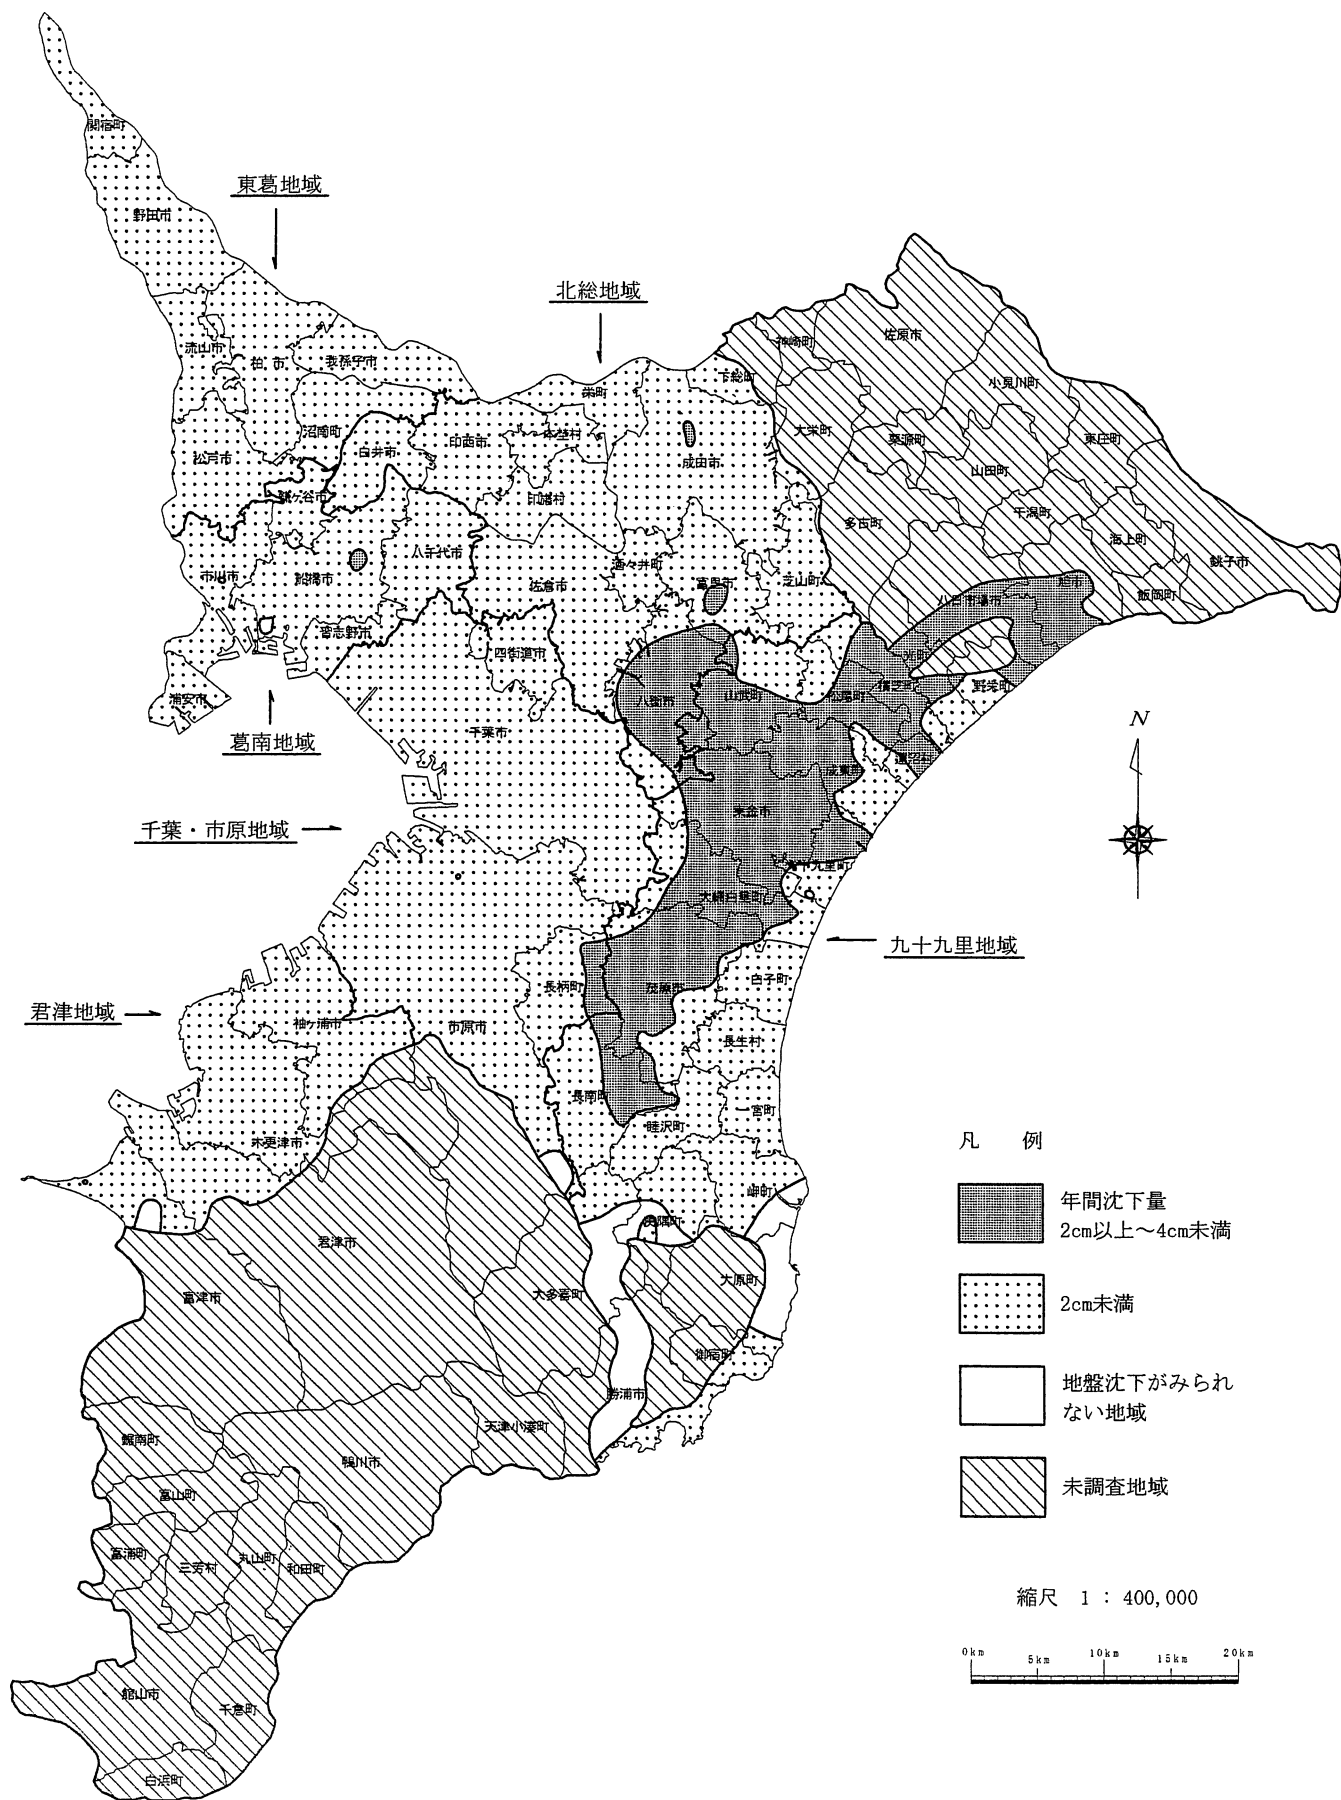 関宿町
東葛地域
野田市
北総地域
流山市
柏市
我孫子市
神崎町
佐原市
下総町
小見川町
栄町
沼南町
白井市
印西市
本埜村
成田市
大栄町
栗源町
東庄町
松戸市
山田町
鎌ヶ谷市
印旛村
多古町
干潟町
海上町
銚子市
市川市
船橋市
八千代市
佐倉市
酒々井町
富里市
芝山町
八日市場市
旭市
飯岡町
習志野市
四街道市
光町
浦安市
八街市
山武町
松尾町
横芝町
野栄町
葛南地域
千葉市
成東町
蓮沼村
N
千葉・市原地域
東金市
九十九里町
大網白里町
九十九里地域
長柄町
茂原市
白子町
君津地域
袖ヶ浦市
市原市
長生村
長南町
一宮町
睦沢町
木更津市
岬町
夷隅町
君津市
大原町
富津市
大多喜町
御宿町
勝浦市
鋸南町
天津小湊町
鴨川市
富山町
富浦町
三芳村
丸山町
和田町
館山市
千倉町
白浜町
凡 例
年間沈下量
2cm以上～4cm未満
2cm未満
地盤沈下がみられ
ない地域
未調査地域
縮尺 1 : 400,000
0km 5km 10km 15km 20km